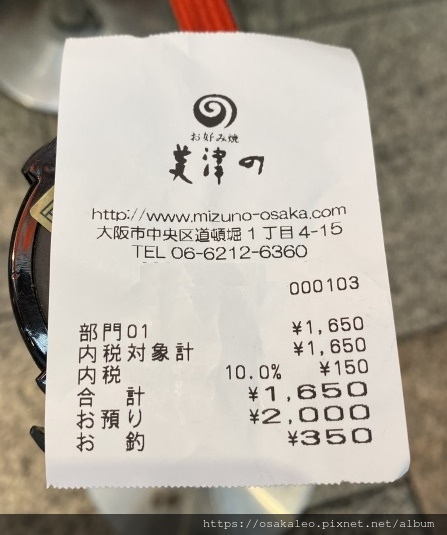 お好み焼
美津の
http://www.mizuno-osaka.com
大阪市中央区道頓堀1丁目4-15
TEL 06-6212-6360
000103
部門01 ¥1,650
内税対象計 ¥1,650
内税 10.0% ¥150
合 計 ¥1,650
お預り ¥2,000
お 釣 ¥350
https://osakaleo.pixnet.net/album